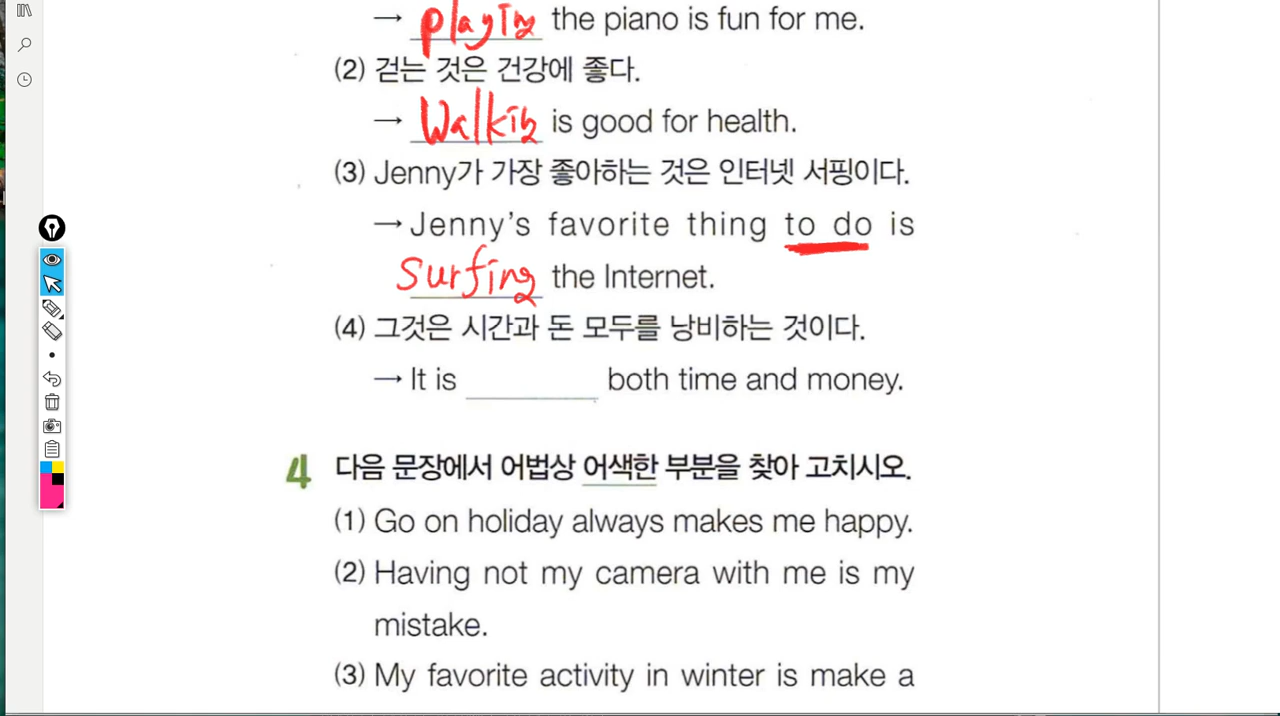 → playing the piano is fun for me.
(2) 걷는 것은 건강에 좋다.
→ Walking is good for health.
(3) Jenny가 가장 좋아하는 것은 인터넷 서핑이다.
→ Jenny's favorite thing to do is
Surfing the Internet.
(4) 그것은 시간과 돈 모두를 낭비하는 것이다.
→ It is ________ both time and money.
4 다음 문장에서 어법상 어색한 부분을 찾아 고치시오.
(1) Go on holiday always makes me happy.
(2) Having not my camera with me is my
mistake.
(3) My favorite activity in winter is make a